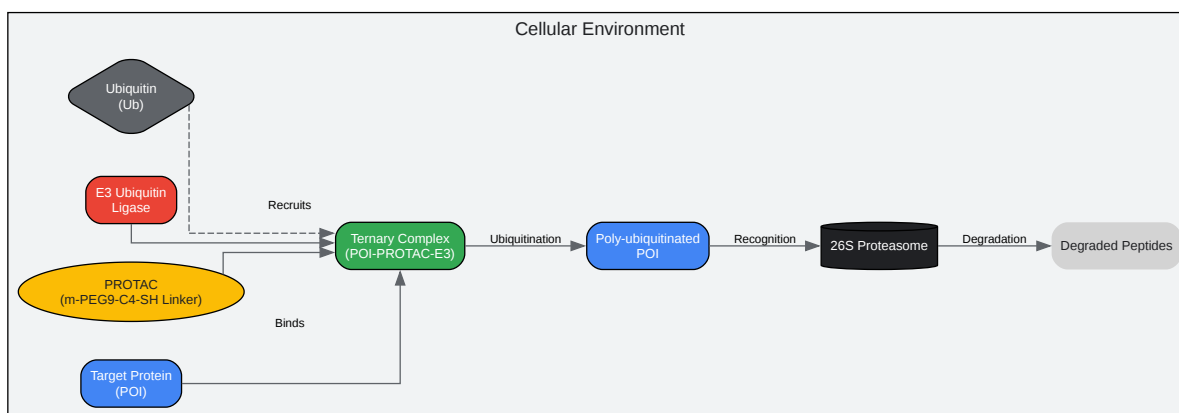 Cellular Environment
Ubiquitin
(Ub)
E3 Ubiquitin
Ligase
Recruits
Ternary Complex
(POI-PROTAC-E3)
Ubiquitination
Poly-ubiquitinated
POI
Recognition
26S Proteasome
Degradation
Degraded Peptides
PROTAC
(m-PEG9-C4-SH Linker)
Binds
Target Protein
(POI)